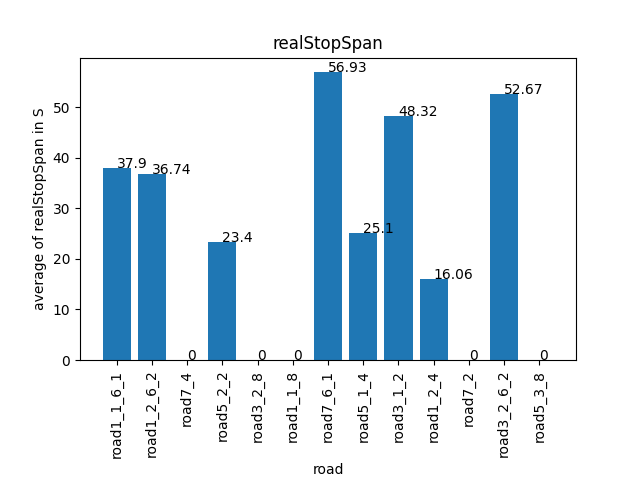 realStopSpan
average of realStopSpan in S
50
40
30
20
10
0
37.9
36.74
0
23.4
0
0
56.93
25.1
48.32
16.06
0
52.67
0
road1_1_6_1
road1_2_6_2
road7_4
road5_2_2
road3_2_8
road1_1_8
road7_6_1
road5_1_4
road3_1_2
road1_2_4
road7_2
road3_2_6_2
road5_3_8
road